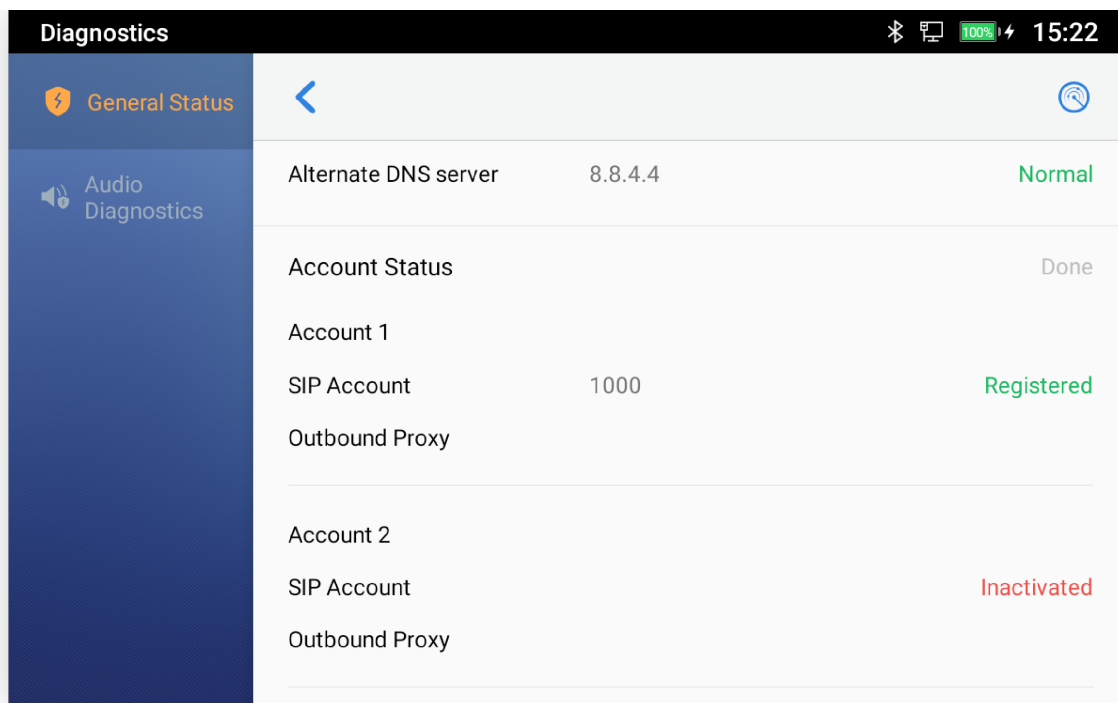 Diagnostics
100%
15:22
General Status
Audio
Diagnostics
Alternate DNS server 8.8.4.4 Normal
Account Status Done
Account 1
SIP Account 1000 Registered
Outbound Proxy
Account 2
SIP Account Inactivated
Outbound Proxy